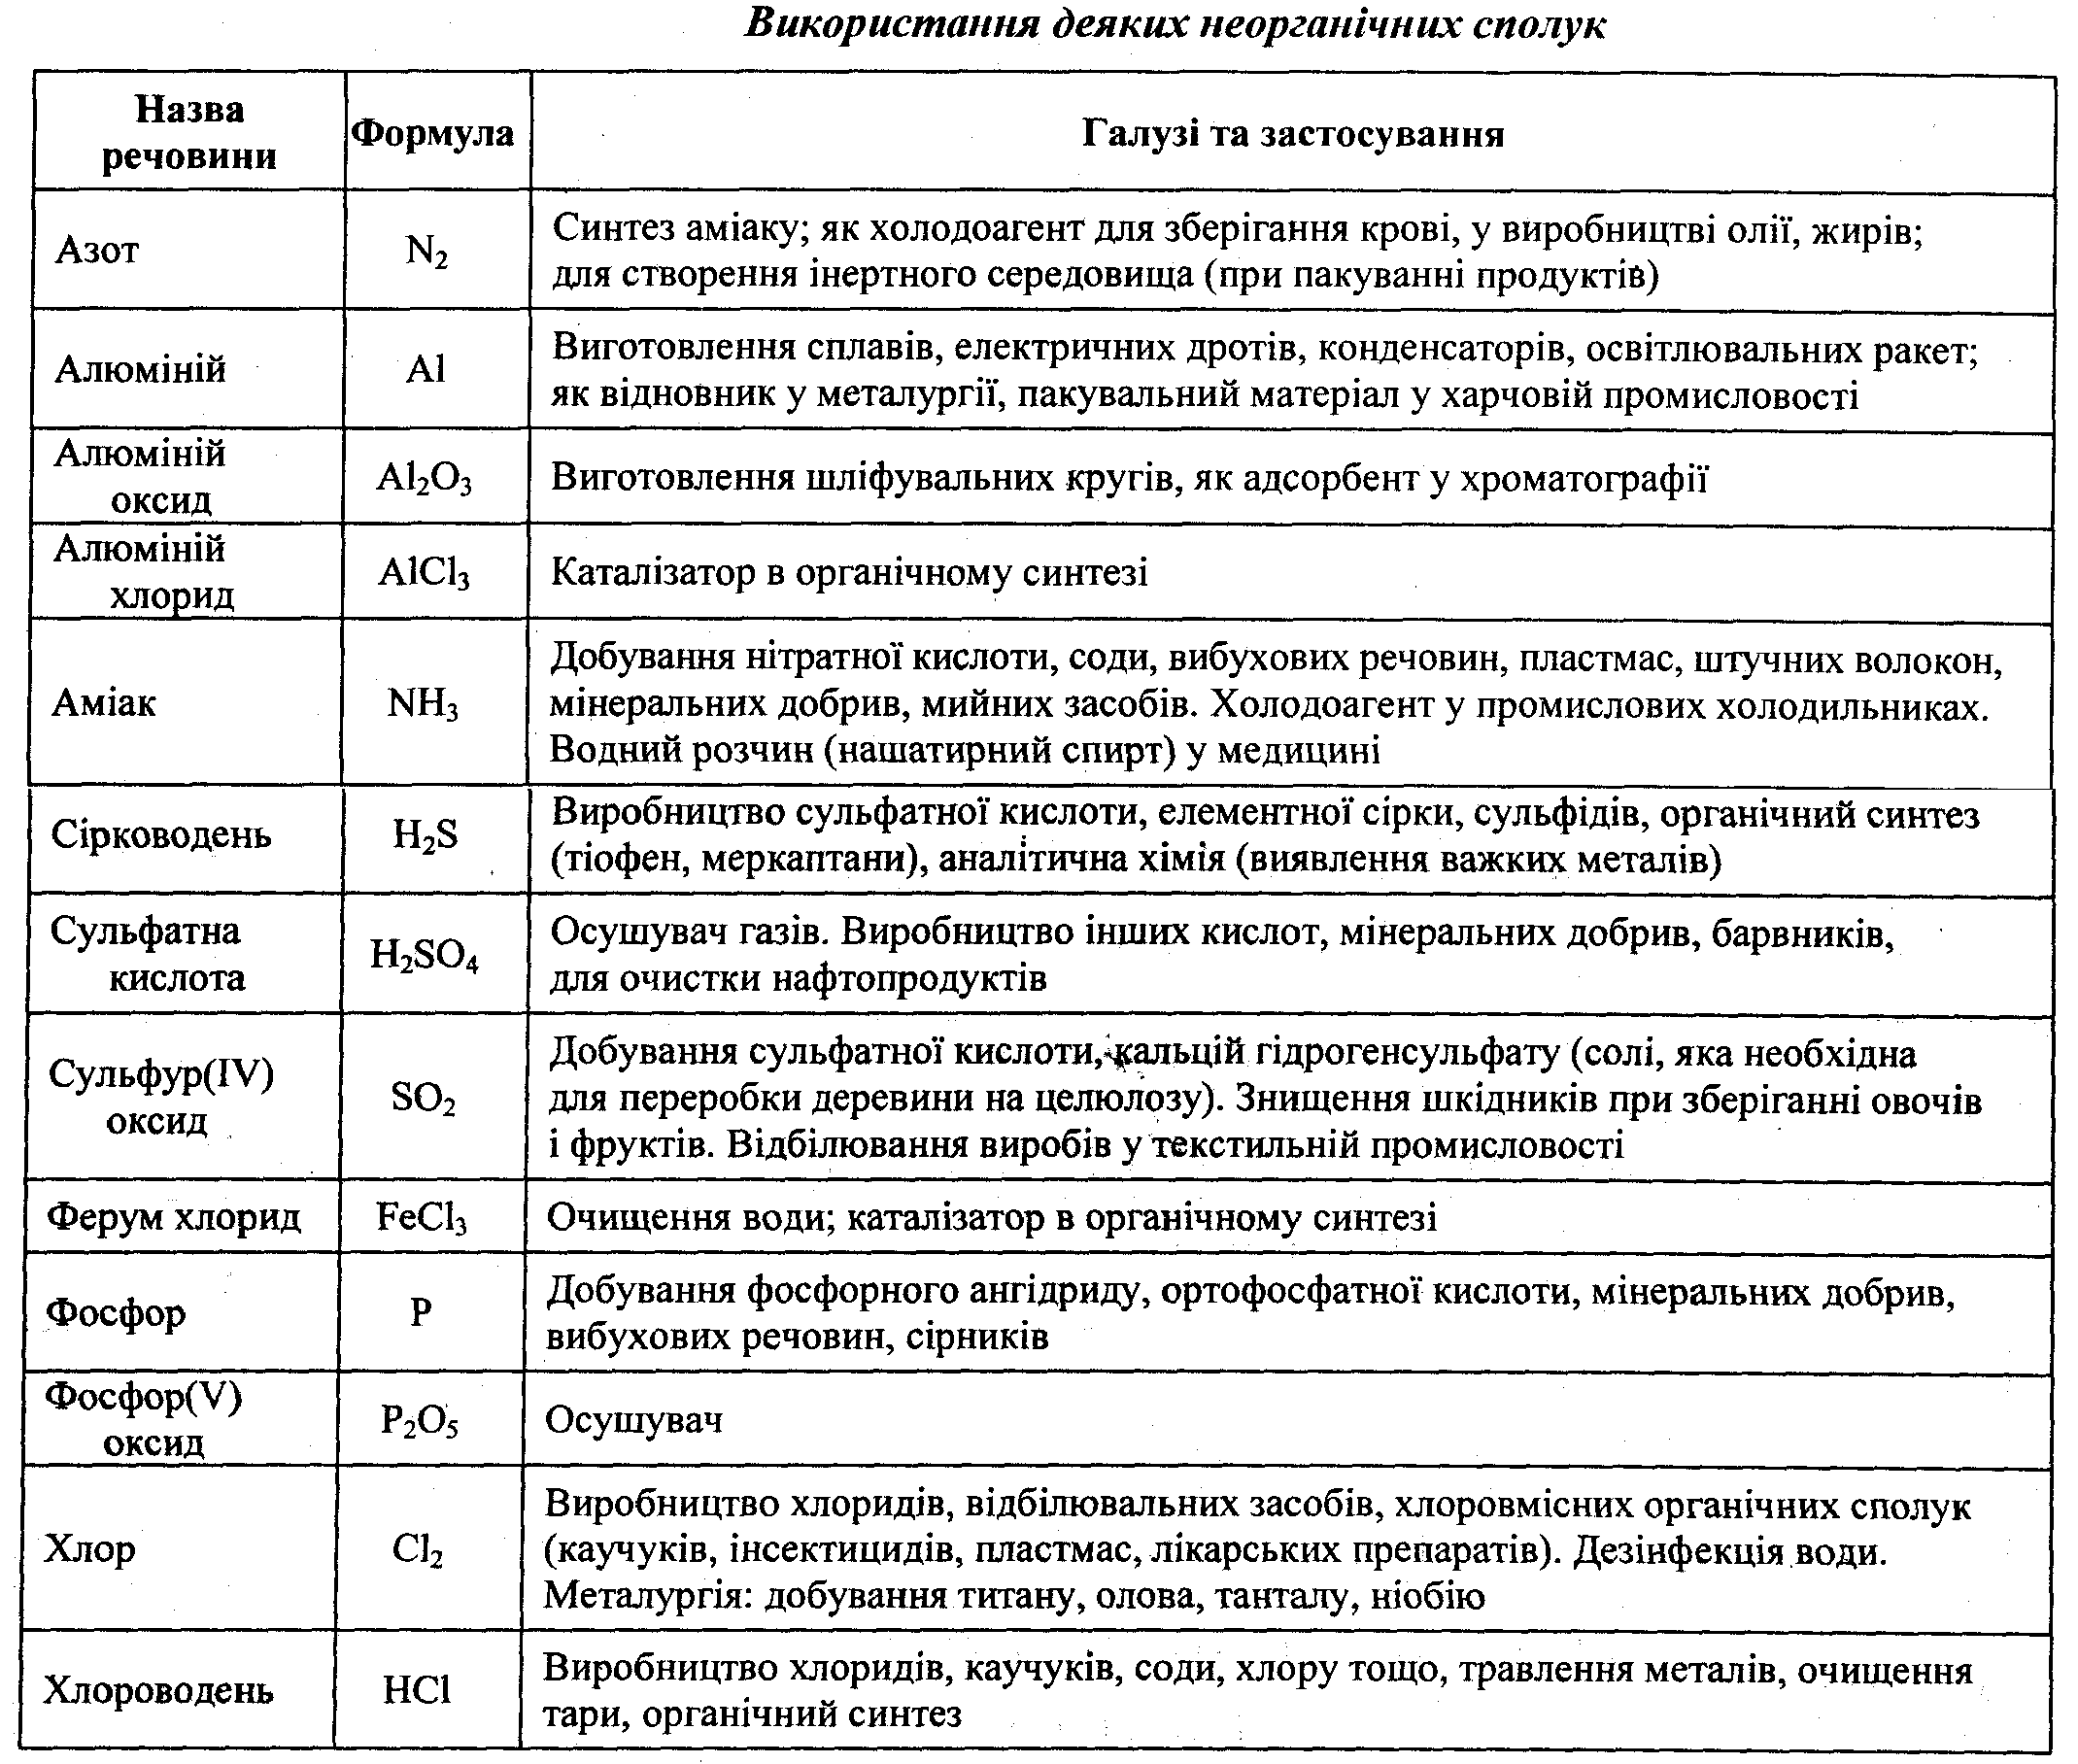 Використання деяких неорганічних сполук
Назва
речовини
Формула
Галузі та застосування
Азот
N₂
Синтез аміаку; як холодоагент для зберігання крові, у виробництві олії, жирів;
для створення інертного середовища (при пакуванні продуктів)
Алюміній
Al
Виготовлення сплавів, електричних дротів, конденсаторів, освітлювальних ракет;
як відновник у металургії, пакувальний матеріал у харчовій промисловості
Алюміній
оксид
Al₂O₃
Виготовлення шліфувальних кругів, як адсорбент у хроматографії
Алюміній
хлорид
AlCl₃
Каталізатор в органічному синтезі
Аміак
NH₃
Добування нітратної кислоти, соди, вибухових речовин, пластмас, штучних волокон,
мінеральних добрив, мийних засобів. Холодоагент у промислових холодильниках.
Водний розчин (нашатирний спирт) у медицині
Сірководень
H₂S
Виробництво сульфатної кислоти, елементної сірки, сульфідів, органічний синтез
(тіофен, меркаптани), аналітична хімія (виявлення важких металів)
Сульфатна
кислота
H₂SO₄
Осушувач газів. Виробництво інших кислот, мінеральних добрив, барвників,
для очистки нафтопродуктів
Сульфур(IV)
оксид
SO₂
Добування сульфатної кислоти, кальцій гідрогенсульфату (солі, яка необхідна
для переробки деревини на целюлозу). Знищення шкідників при зберіганні овочів
і фруктів. Відбілювання виробів у текстильній промисловості
Ферум хлорид
FeCl₃
Очищення води; каталізатор в органічному синтезі
Фосфор
P
Добування фосфорного ангідриду, ортофосфатної кислоти, мінеральних добрив,
вибухових речовин, сірників
Фосфор(V)
оксид
P₂O₅
Осушувач
Хлор
Cl₂
Виробництво хлоридів, відбілювальних засобів, хлоровмісних органічних сполук
(каучуків, інсектицидів, пластмас, лікарських препаратів). Дезінфекція води.
Металургія: добування титану, олова, танталу, ніобію
Хлороводень
HCl
Виробництво хлоридів, каучуків, соди, хлору тощо, травлення металів, очищення
тари, органічний синтез